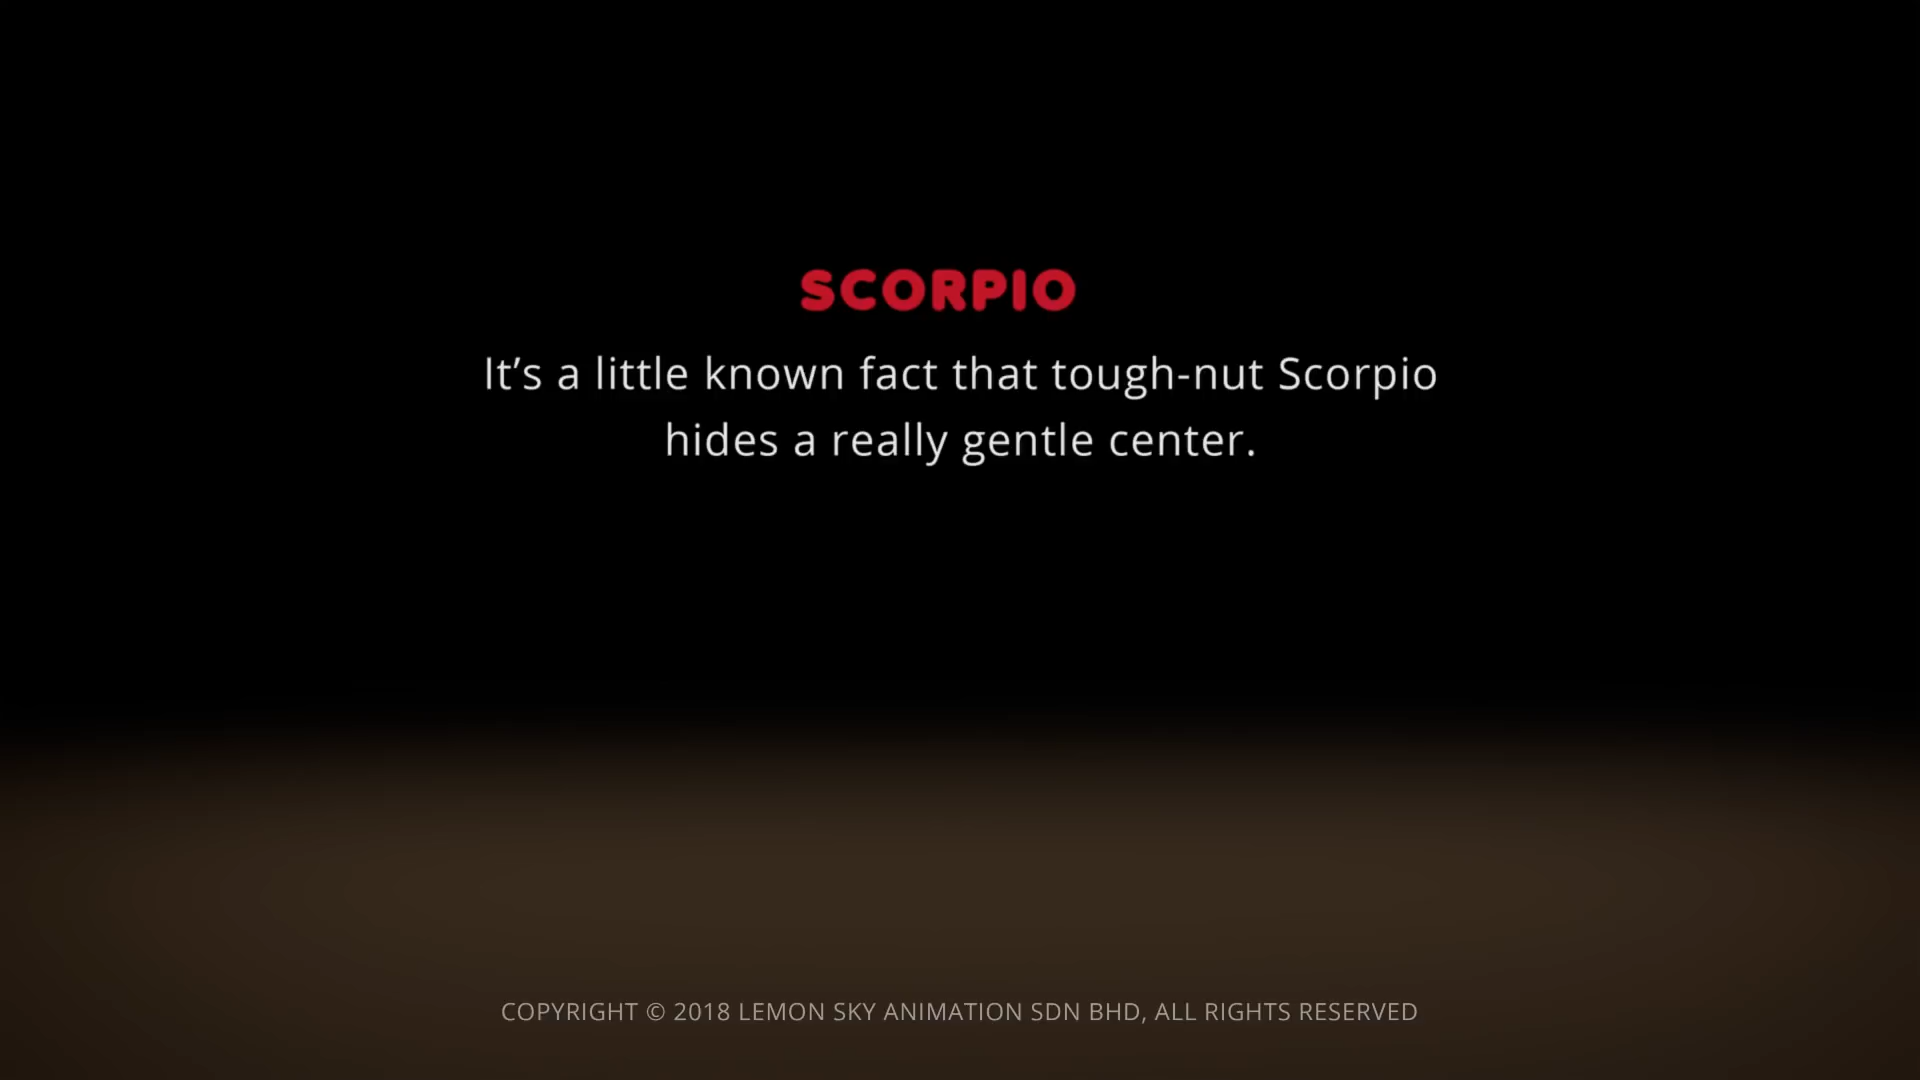 SCORPIO
It’s a little known fact that tough-nut Scorpio
hides a really gentle center.
COPYRIGHT © 2018 LEMON SKY ANIMATION SDN BHD, ALL RIGHTS RESERVED